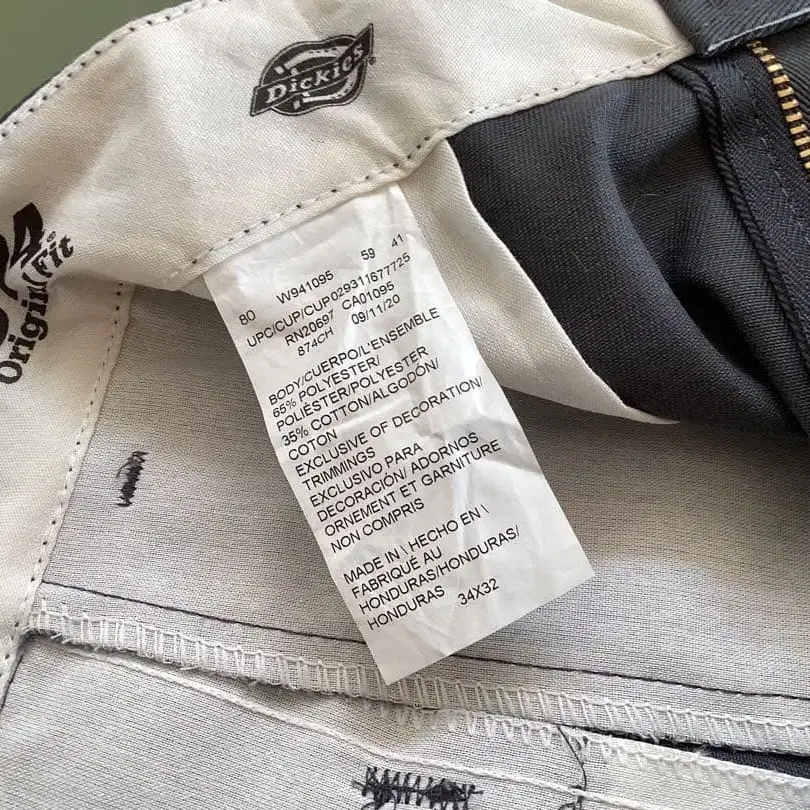 Dickies®
4®
Original Fit
80 W941095 59 41
UPC/CUP/CUP029311677725
RN20697 CA01095
874CH 09/11/20
BODY/CUERPO/L'ENSEMBLE
65% POLYESTER/
POLIÉSTER/POLYESTER
35% COTTON/ALGODÓN/
COTON
EXCLUSIVE OF DECORATION/
TRIMMINGS
EXCLUSIVO PARA
DECORACIÓN/ ADORNOS
ORNEMENT ET GARNITURE
NON COMPRIS
MADE IN \ HECHO EN \
FABRIQUÉ AU
HONDURAS/HONDURAS/
HONDURAS 34X32